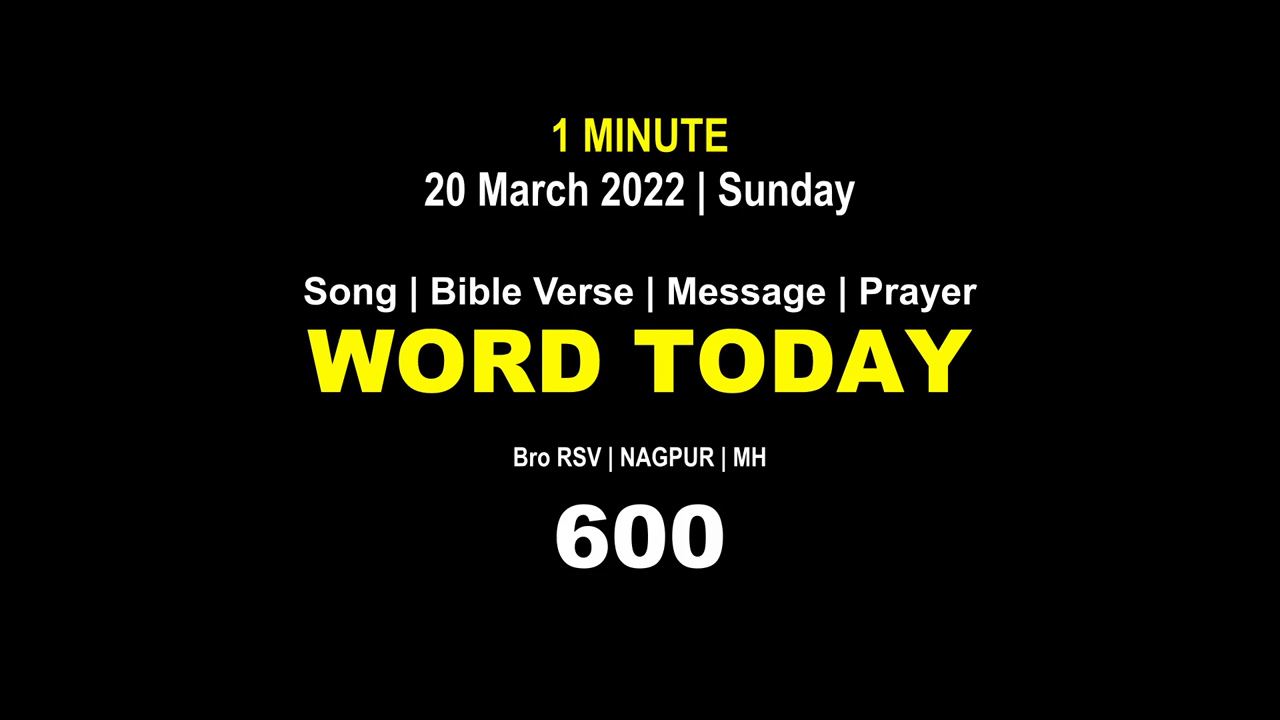 1 MINUTE
20 March 2022 | Sunday
Song | Bible Verse | Message | Prayer
WORD TODAY
Bro RSV | NAGPUR | MH
600